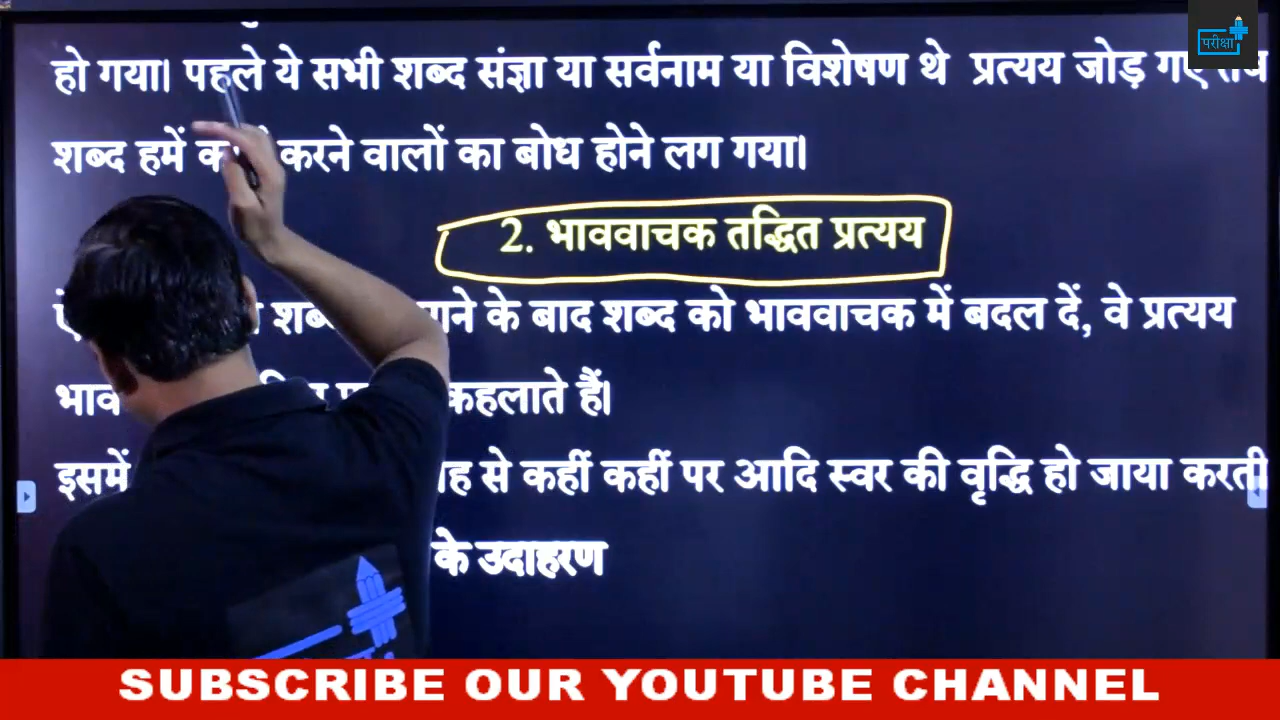 परीक्षा
हो गया। पहले ये सभी शब्द संज्ञा या सर्वनाम या विशेषण थे प्रत्यय जोड़ गए
शब्द हमें करने वालों का बोध होने लग गया।
2. भाववाचक तद्धित प्रत्यय
के बाद शब्द को भाववाचक में बदल दें, वे प्रत्यय
कहलाते हैं।
इसमें से कहीं कहीं पर आदि स्वर की वृद्धि हो जाया करती
के उदाहरण
SUBSCRIBE OUR YOUTUBE CHANNEL